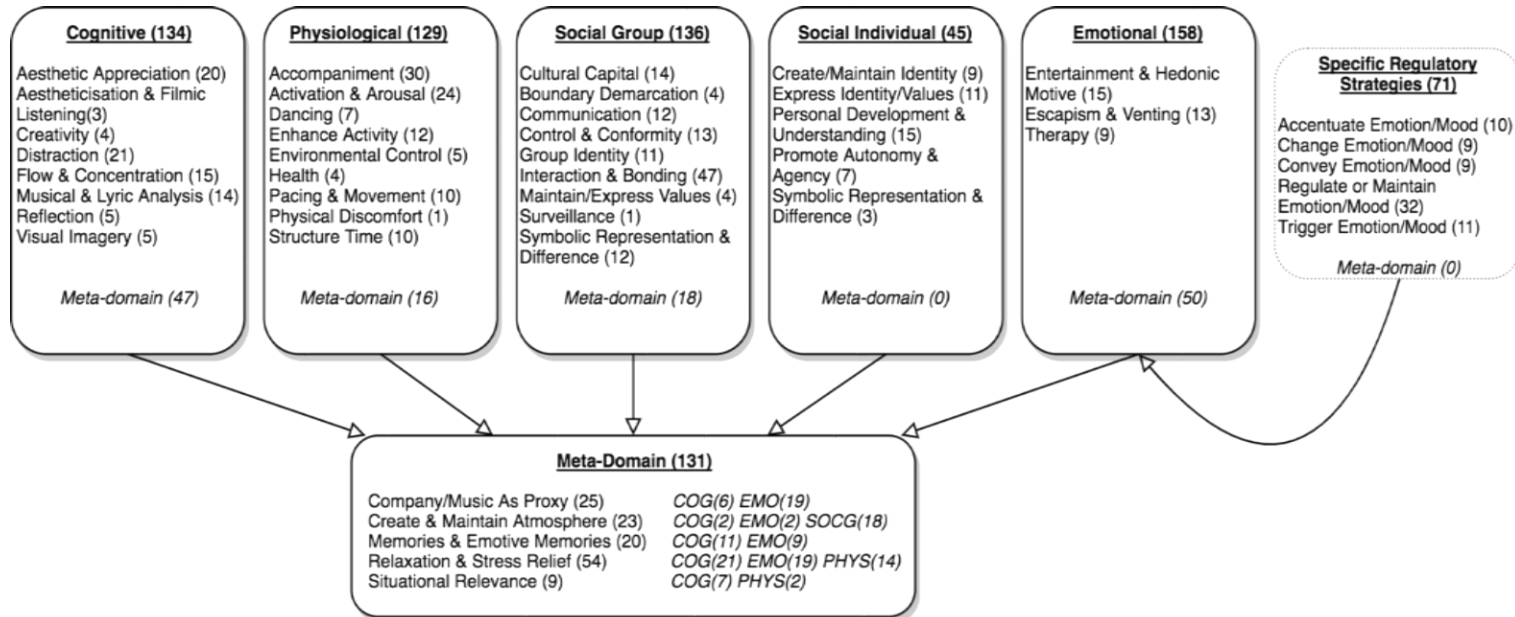 Cognitive (134)
Aesthetic Appreciation (20)
Aestheticisation & Filmic
Listening(3)
Creativity (4)
Distraction (21)
Flow & Concentration (15)
Musical & Lyric Analysis (14)
Reflection (5)
Visual Imagery (5)
Meta-domain (47)
Physiological (129)
Accompaniment (30)
Activation & Arousal (24)
Dancing (7)
Enhance Activity (12)
Environmental Control (5)
Health (4)
Pacing & Movement (10)
Physical Discomfort (1)
Structure Time (10)
Meta-domain (16)
Social Group (136)
Cultural Capital (14)
Boundary Demarcation (4)
Communication (12)
Control & Conformity (13)
Group Identity (11)
Interaction & Bonding (47)
Maintain/Express Values (4)
Surveillance (1)
Symbolic Representation &
Difference (12)
Meta-domain (18)
Social Individual (45)
Create/Maintain Identity (9)
Express Identity/Values (11)
Personal Development &
Understanding (15)
Promote Autonomy &
Agency (7)
Symbolic Representation &
Difference (3)
Meta-domain (0)
Emotional (158)
Entertainment & Hedonic
Motive (15)
Escapism & Venting (13)
Therapy (9)
Meta-domain (50)
Specific Regulatory
Strategies (71)
Accentuate Emotion/Mood (10)
Change Emotion/Mood (9)
Convey Emotion/Mood (9)
Regulate or Maintain
Emotion/Mood (32)
Trigger Emotion/Mood (11)
Meta-domain (0)
Meta-Domain (131)
Company/Music As Proxy (25) COG(6) EMO(19)
Create & Maintain Atmosphere (23) COG(2) EMO(2) SOCG(18)
Memories & Emotive Memories (20) COG(11) EMO(9)
Relaxation & Stress Relief (54) COG(21) EMO(19) PHYS(14)
Situational Relevance (9) COG(7) PHYS(2)